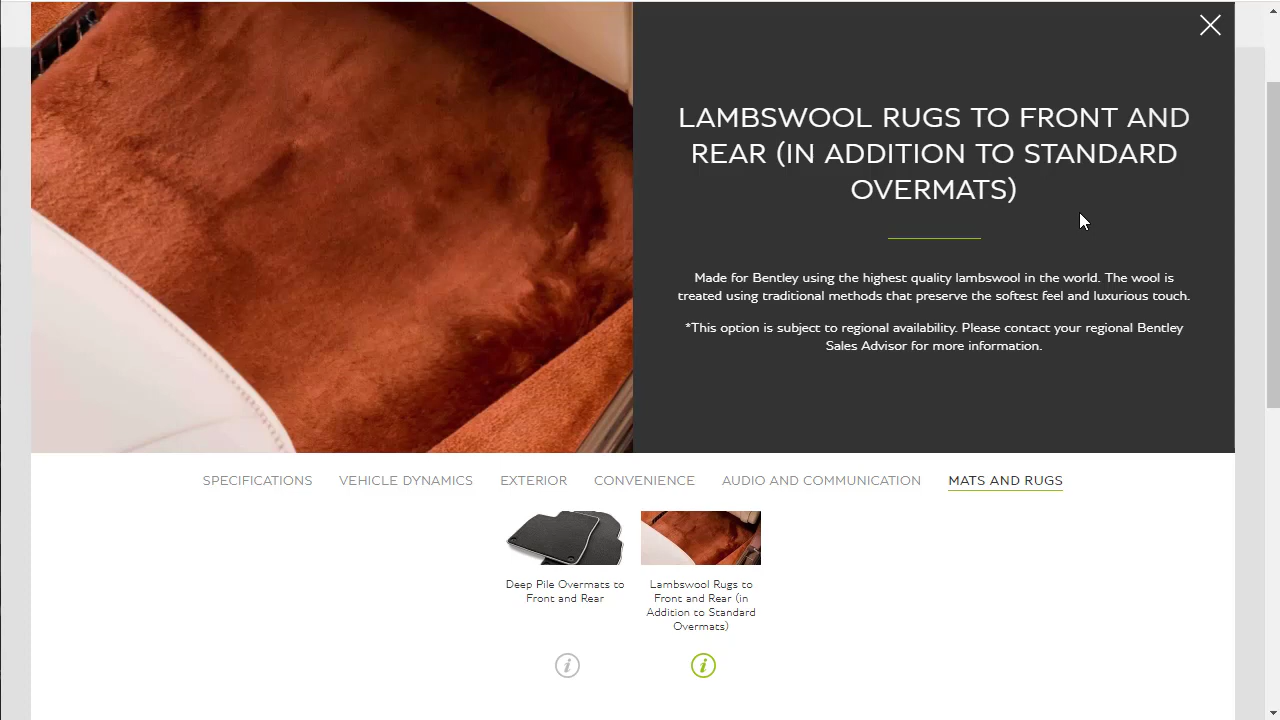 LAMBSWOOL RUGS TO FRONT AND
REAR (IN ADDITION TO STANDARD
OVERMATS)
Made for Bentley using the highest quality lambswool in the world. The wool is
treated using traditional methods that preserve the softest feel and luxurious touch.
*This option is subject to regional availability. Please contact your regional Bentley
Sales Advisor for more information.
SPECIFICATIONS VEHICLE DYNAMICS EXTERIOR CONVENIENCE AUDIO AND COMMUNICATION MATS AND RUGS
Deep Pile Overmats to
Front and Rear
Lambswool Rugs to
Front and Rear (in
Addition to Standard
Overmats)
i
i